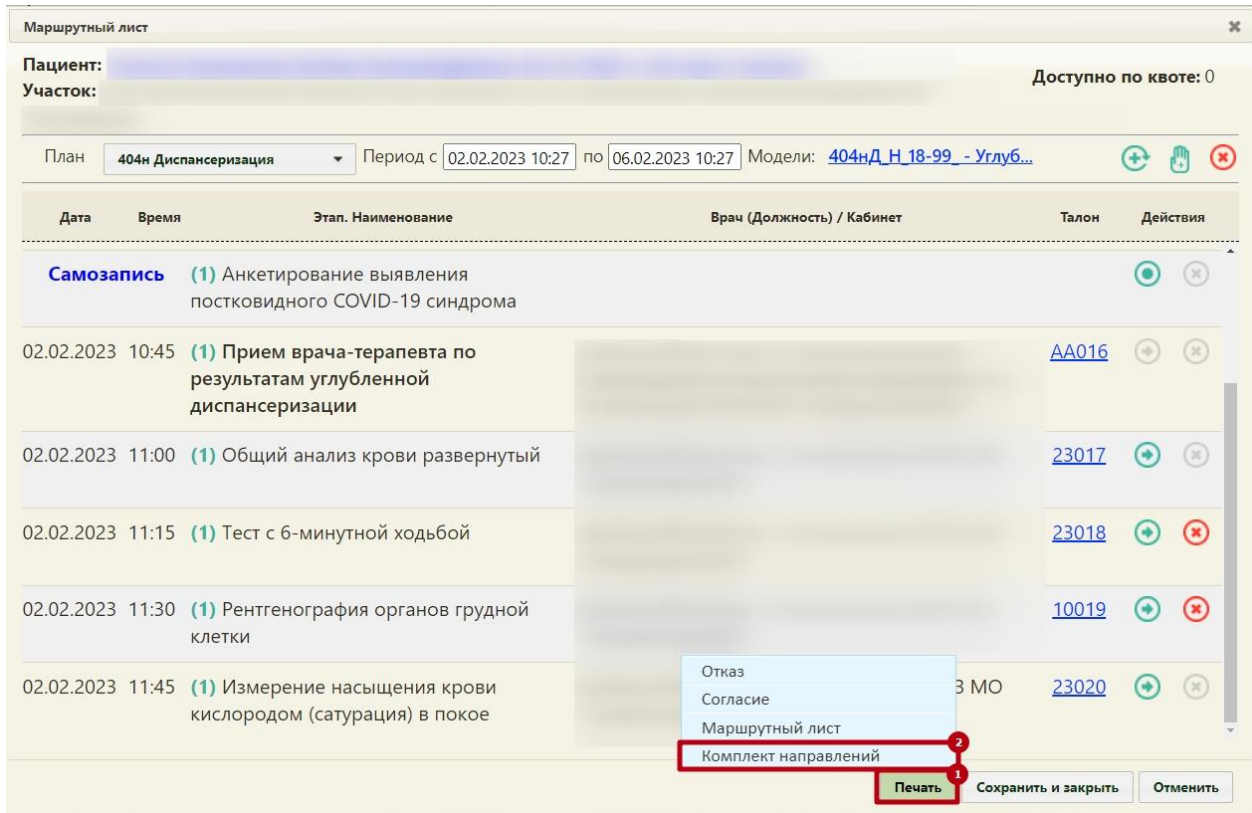 Маршрутный лист
Пациент:
Участок:
Доступно по квоте: 0
План 404н Диспансеризация Период с 02.02.2023 10:27 по 06.02.2023 10:27 Модели: 404нД_Н_18-99_ - Углуб...
Дата Время Этап. Наименование Врач (Должность) / Кабинет Талон Действия
Самозапись (1) Анкетирование выявления
постковидного COVID-19 синдрома
02.02.2023 10:45 (1) Прием врача-терапевта по АА016
результатам углубленной
диспансеризации
02.02.2023 11:00 (1) Общий анализ крови развернутый 23017
02.02.2023 11:15 (1) Тест с 6-минутной ходьбой 23018
02.02.2023 11:30 (1) Рентгенография органов грудной 10019
клетки
02.02.2023 11:45 (1) Измерение насыщения крови З МО 23020
кислородом (сатурация) в покое
Отказ
Согласие
Маршрутный лист
Комплект направлений 2
Печать 1 Сохранить и закрыть Отменить